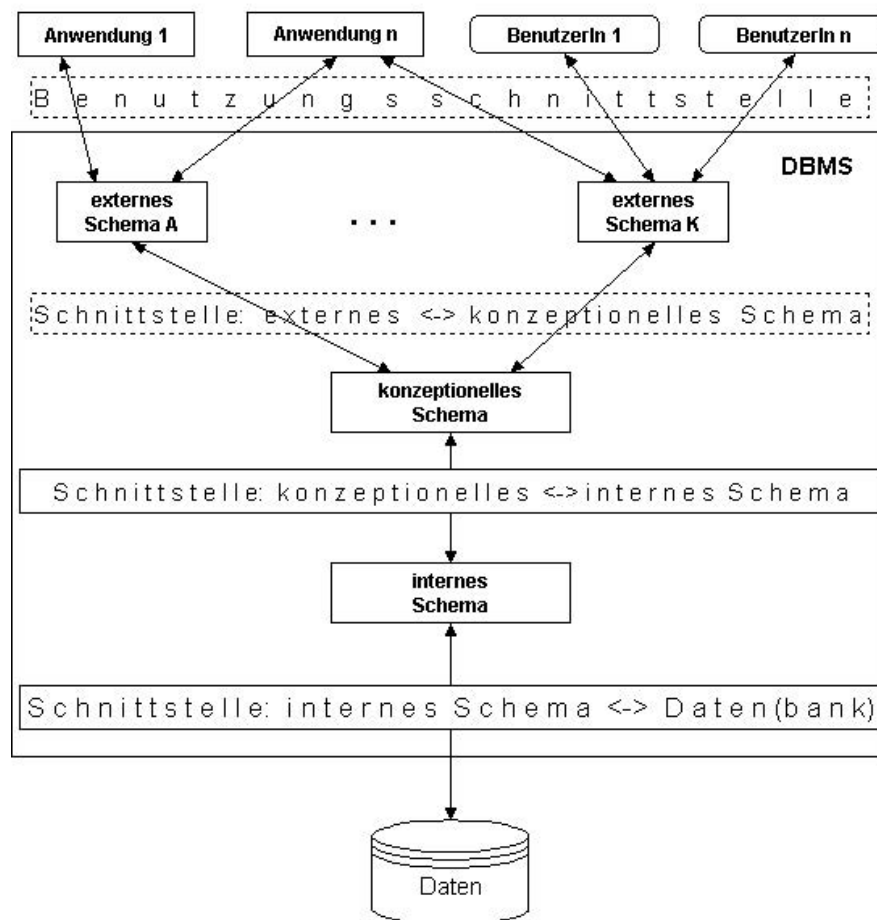 Anwendung 1
Anwendung n
BenutzerIn 1
BenutzerIn n
Benutzungsschnittstelle
DBMS
externes
Schema A
. . .
externes
Schema K
Schnittstelle: externes <-> konzeptionelles Schema
konzeptionelles
Schema
Schnittstelle: konzeptionelles <->internes Schema
internes
Schema
Schnittstelle: internes Schema <-> Daten(bank)
Daten